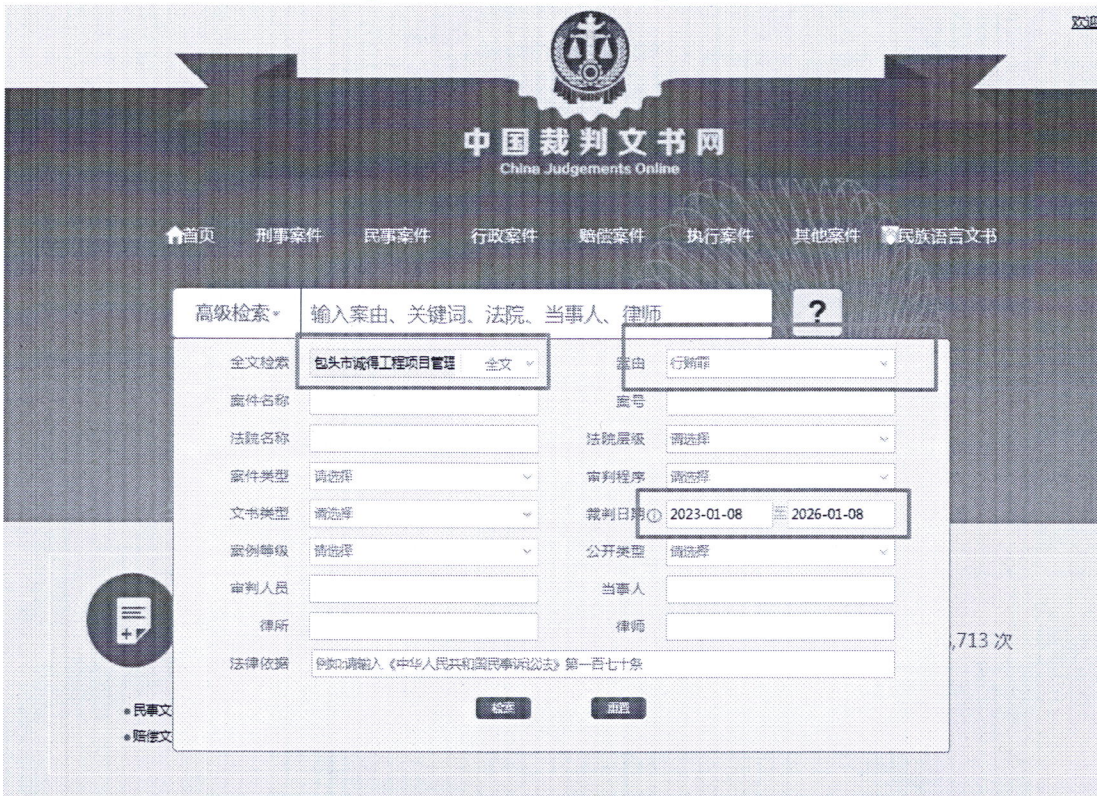 欢迎
中国裁判文书网
China Judgements Online
首页 刑事案件 民事案件 行政案件 赔偿案件 执行案件 其他案件 民族语言文书
高级检索 输入案由、关键词、法院、当事人、律师 ?
全文检索 包头市诚得工程项目管理 全文 案由 行贿罪
案件名称 案号
法院名称 法院层级 请选择
案件类型 请选择 审判程序 请选择
文书类型 请选择 裁判日期 2023-01-08 至 2026-01-08
案例等级 请选择 公开类型 请选择
审判人员 当事人
律所 律师
,713 次
法律依据 例如:请输入《中华人民共和国民事诉讼法》第一百七十条
检索 重置
民事文
赔偿文